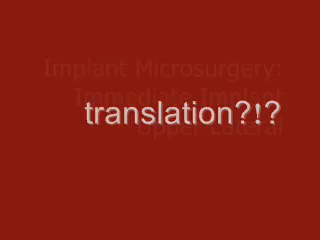 Implant Microsurgery:
Immediate Implant
Upper Lateral
translation?!?